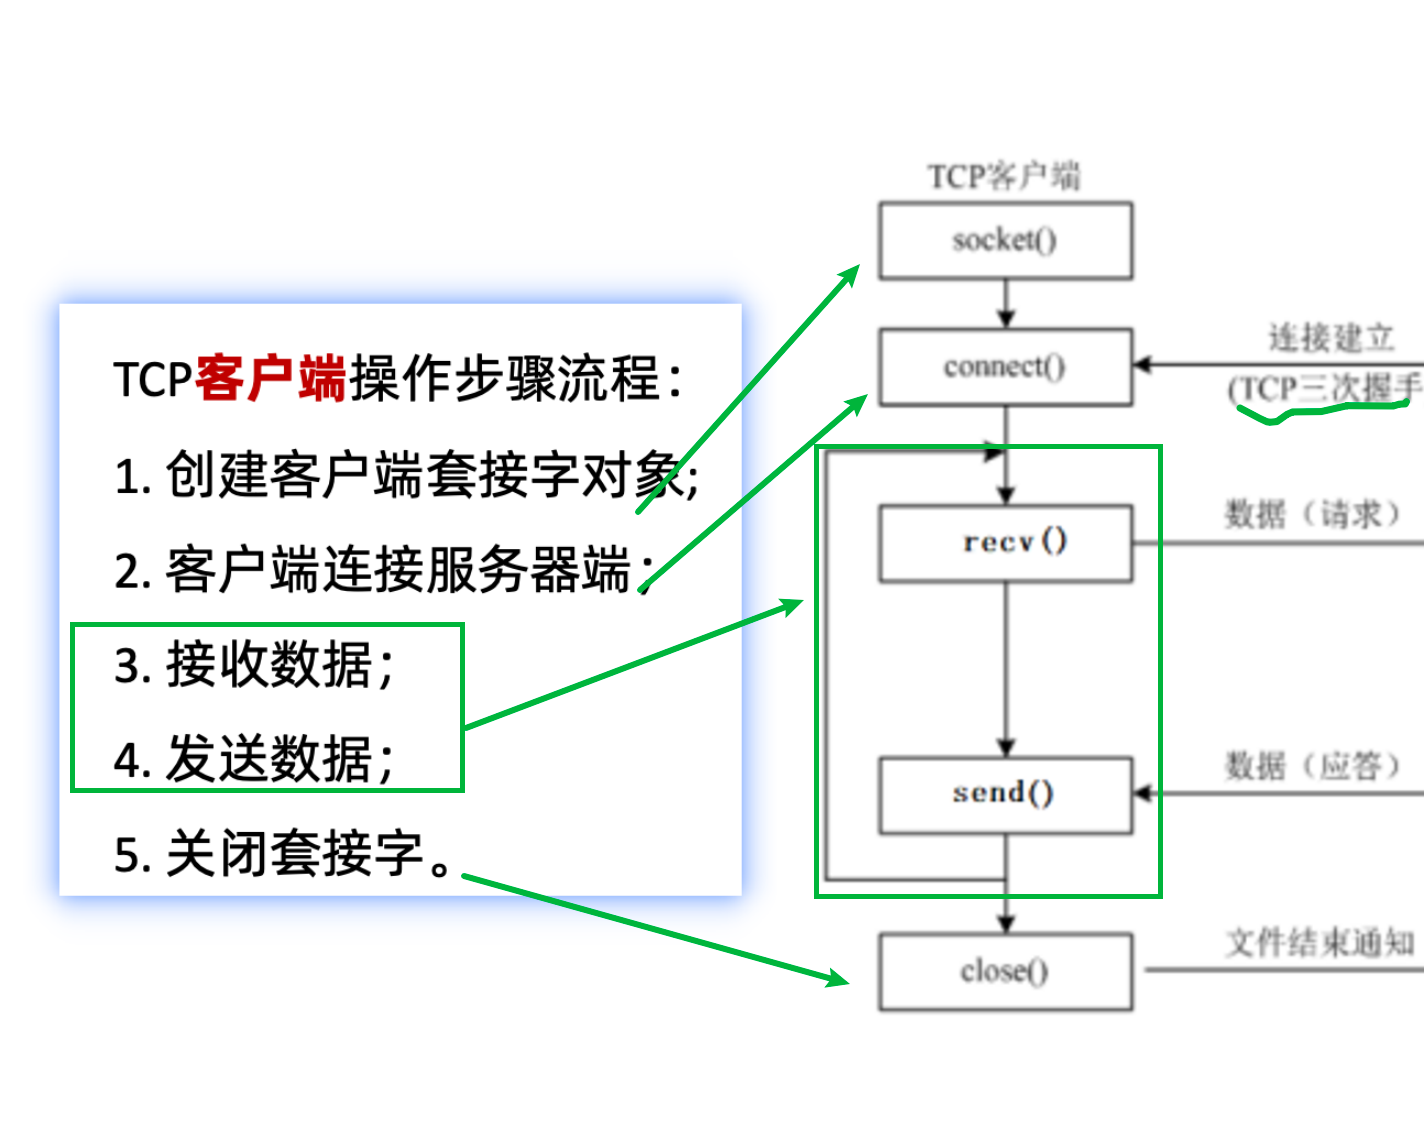 TCP客户端操作步骤流程：
1. 创建客户端套接字对象;
2. 客户端连接服务器端；
3. 接收数据；
4. 发送数据；
5. 关闭套接字。
TCP客户端
socket()
connect()
连接建立
(TCP三次握手
recv()
数据（请求）
send()
数据（应答）
close()
文件结束通知